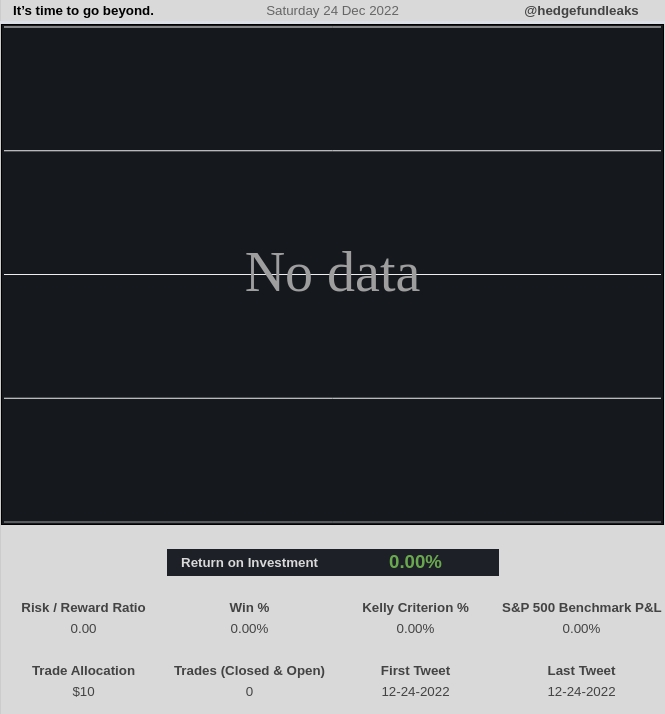 It's time to go beyond. Saturday 24 Dec 2022 @hedgefundleaks
No data
Return on Investment 0.00%
Risk / Reward Ratio Win % Kelly Criterion % S&P 500 Benchmark P&L
0.00 0.00% 0.00% 0.00%
Trade Allocation Trades (Closed & Open) First Tweet Last Tweet
$10 0 12-24-2022 12-24-2022